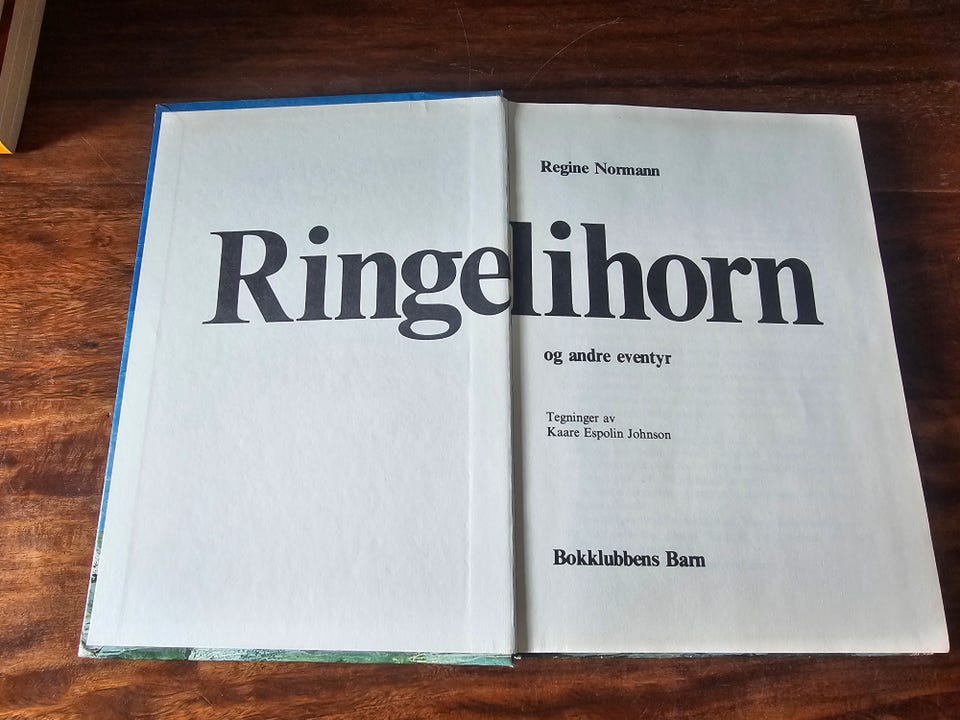 Regine Normann
Ringelihorn
og andre eventyr
Tegninger av
Kaare Espolin Johnson
Bokklubbens Barn